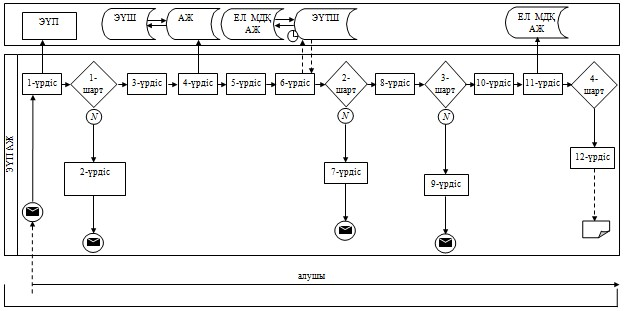 ЭҮП
ЭҮШ
АЖ
ЕЛ МДҚ
АЖ
ЭҮТШ
ЕЛ МДҚ
АЖ
ЭҮП АЖ
1-үрдіс
1-
шарт
3-үрдіс
4-үрдіс
5-үрдіс
6-үрдіс
2-
шарт
8-үрдіс
3-
шарт
10-үрдіс
11-үрдіс
4-
шарт
N
N
N
2-үрдіс
7-үрдіс
9-үрдіс
12-үрдіс
алушы